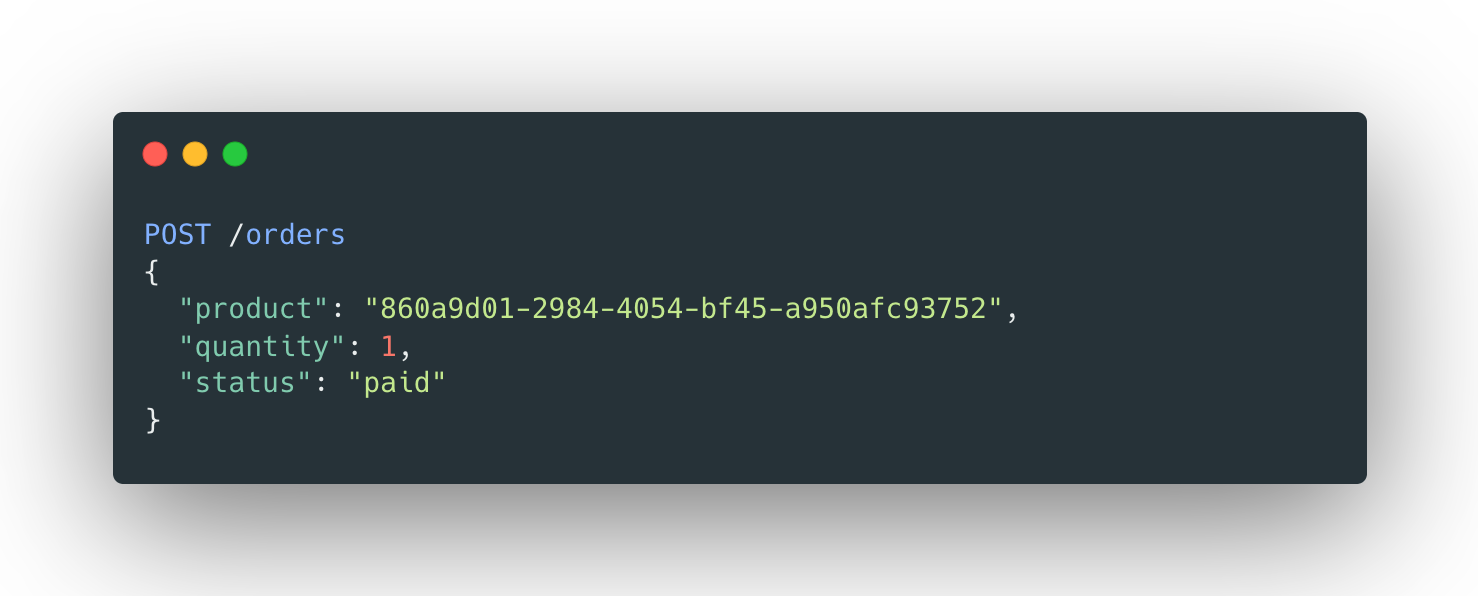 POST /orders
{
  "product": "860a9d01-2984-4054-bf45-a950afc93752",
  "quantity": 1,
  "status": "paid"
}